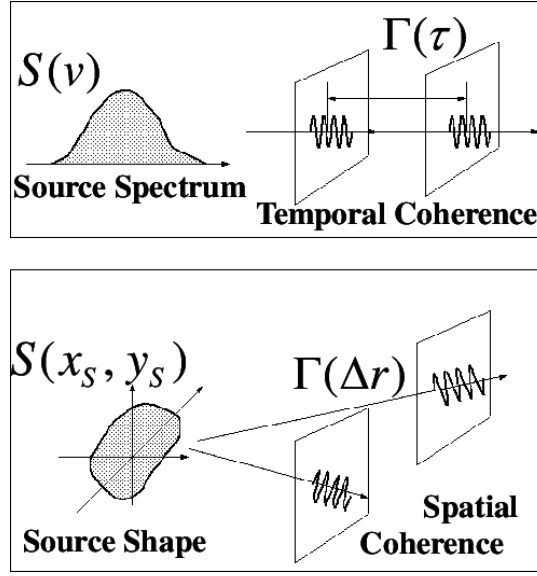 Γ(τ)
S(ν)
Source Spectrum
Temporal Coherence
S(x_s, y_s)
Γ(Δr)
Source Shape
Spatial
Coherence